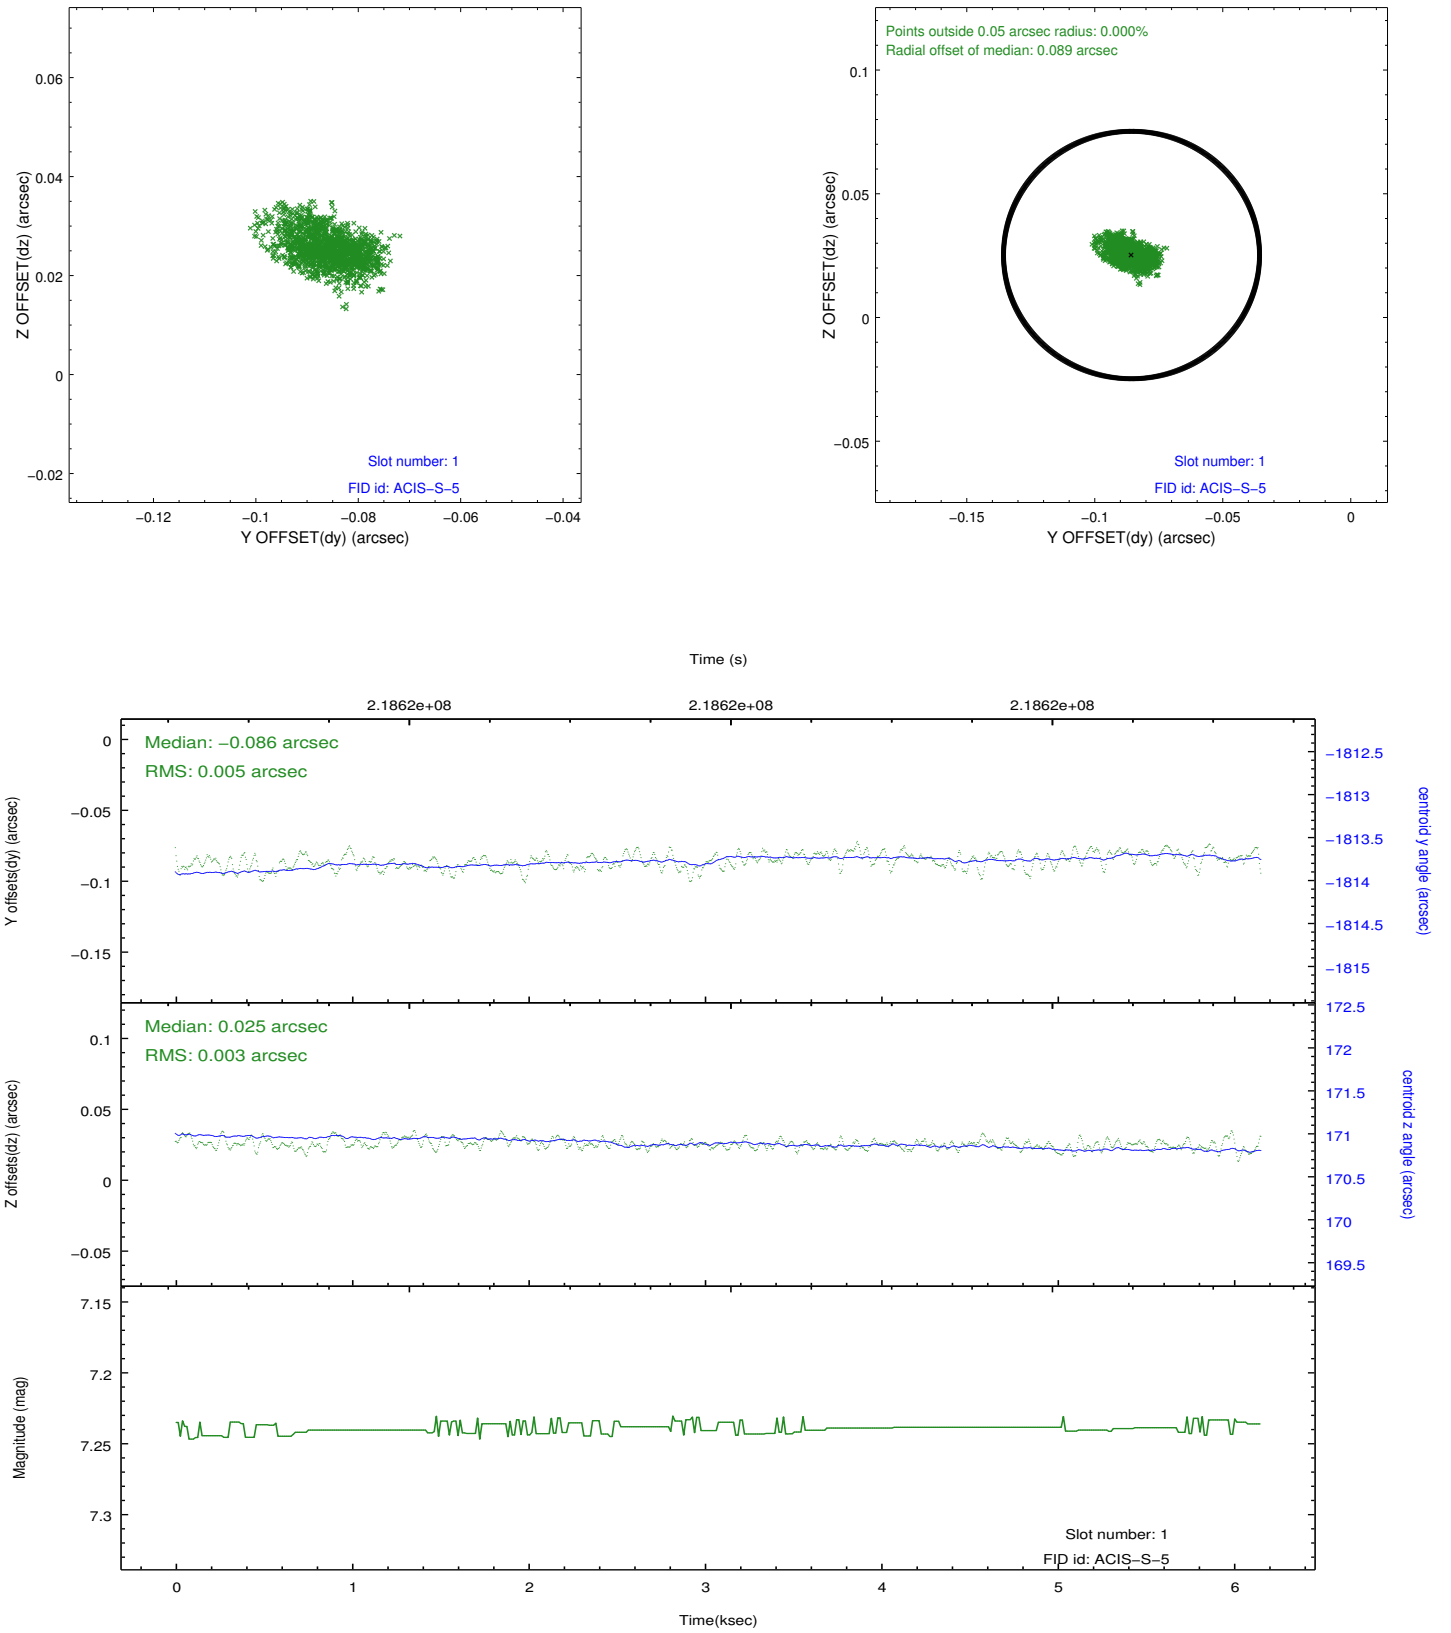 0.06
0.04
0.02
0
−0.02
Z OFFSET(dz) (arcsec)
Slot number: 1
FID id: ACIS−S−5
−0.12
−0.1
−0.08
−0.06
−0.04
Y OFFSET(dy) (arcsec)
Points outside 0.05 arcsec radius: 0.000%
Radial offset of median: 0.089 arcsec
0.1
0.05
0
−0.05
Z OFFSET(dz) (arcsec)
Slot number: 1
FID id: ACIS−S−5
−0.15
−0.1
−0.05
0
Y OFFSET(dy) (arcsec)
Time (s)
2.1862e+08
2.1862e+08
2.1862e+08
Median: −0.086 arcsec
RMS: 0.005 arcsec
0
−0.05
−0.1
−0.15
Y offsets(dy) (arcsec)
−1812.5
−1813
−1813.5
−1814
−1814.5
−1815
centroid y angle (arcsec)
Median: 0.025 arcsec
RMS: 0.003 arcsec
0.1
0.05
0
−0.05
Z offsets(dz) (arcsec)
172.5
172
171.5
171
170.5
170
169.5
centroid z angle (arcsec)
7.15
7.2
7.25
7.3
Magnitude (mag)
Slot number: 1
FID id: ACIS−S−5
0
1
2
3
4
5
6
Time(ksec)